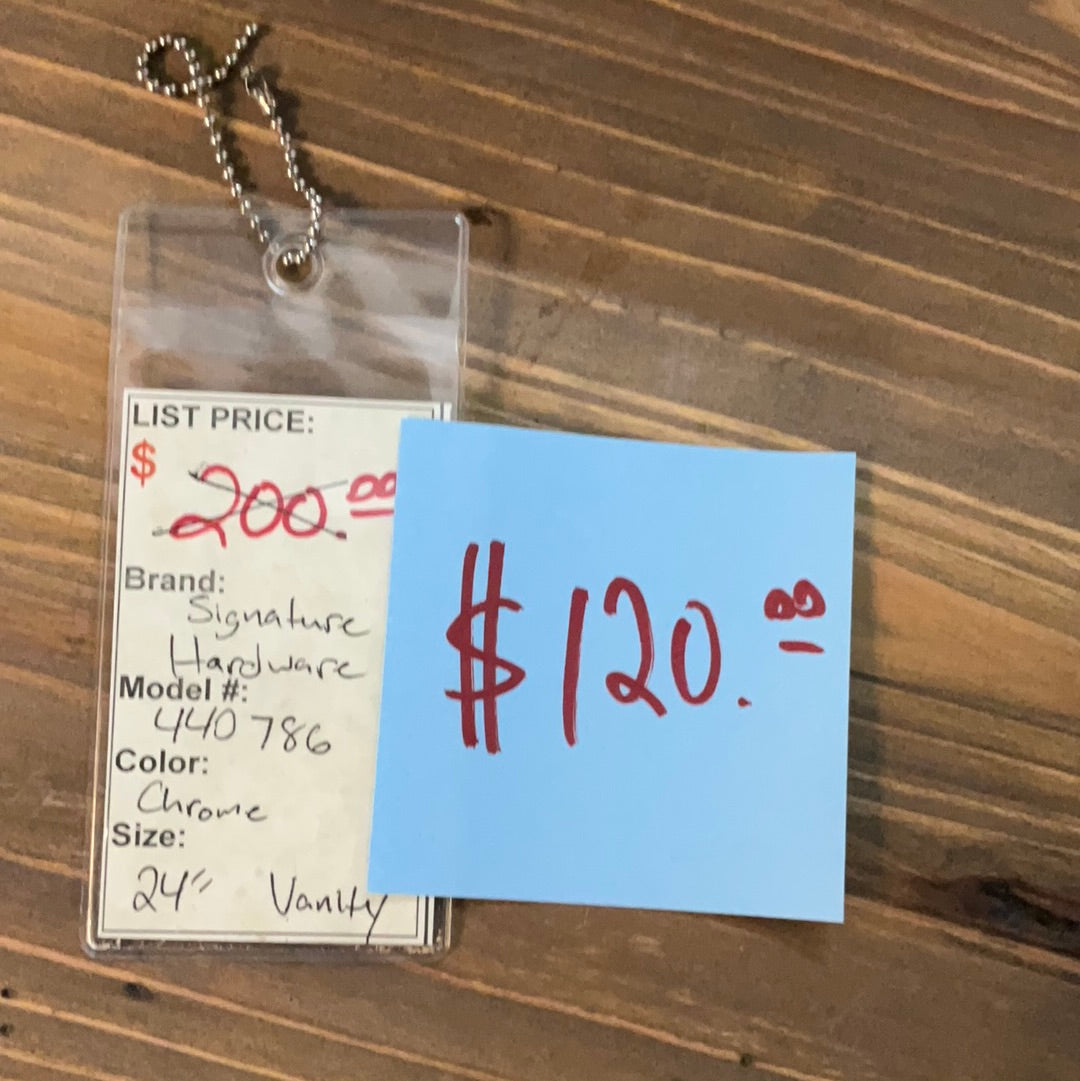 LIST PRICE:
$ 200.00
Brand:
Signature
Hardware
Model #:
440786
Color:
Chrome
Size:
24" Vanity
$120.00